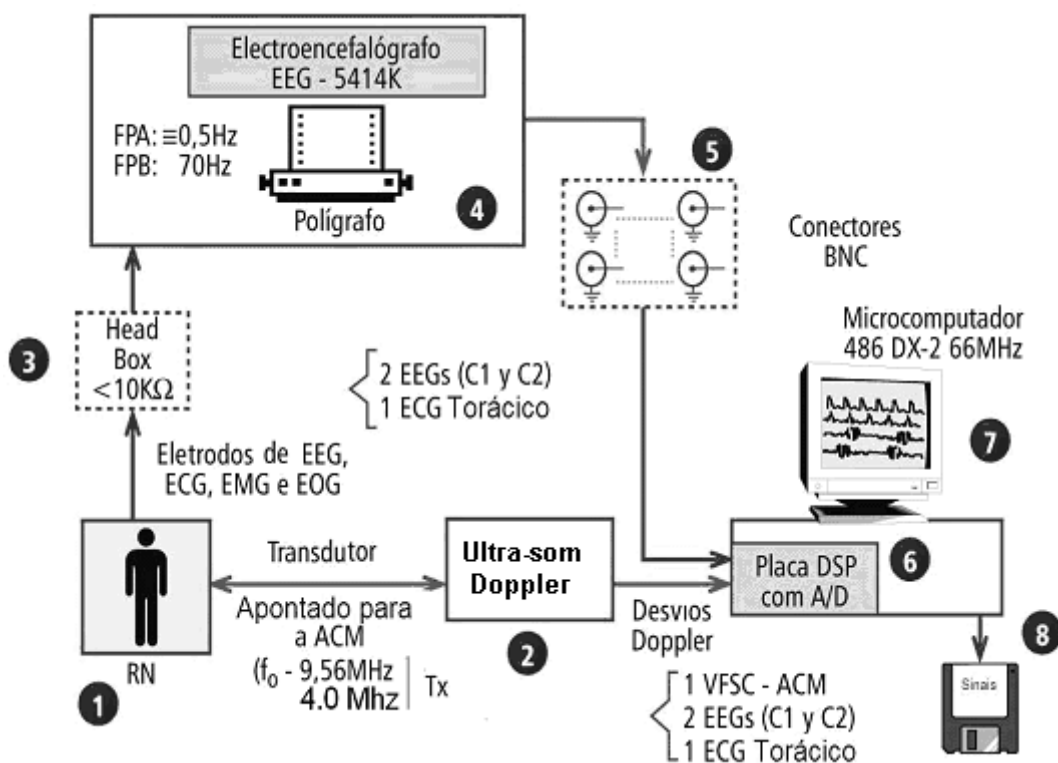 Electroencefalógrafo
EEG - 5414K
FPA: ≡0,5Hz
FPB: 70Hz
Polígrafo
4
5
Conectores
BNC
3
Head
Box
<10KΩ
2 EEGs (C1 y C2)
1 ECG Torácico
Microcomputador
486 DX-2 66MHz
7
Eletrodos de EEG,
ECG, EMG e EOG
Transdutor
Apontado para
a ACM
(f₀ - 9,56MHz
4.0 Mhz
Tx
RN
1
Ultra-som
Doppler
2
Desvios
Doppler
Placa DSP
com A/D
6
8
Sinais
1 VFSC - ACM
2 EEGs (C1 y C2)
1 ECG Torácico